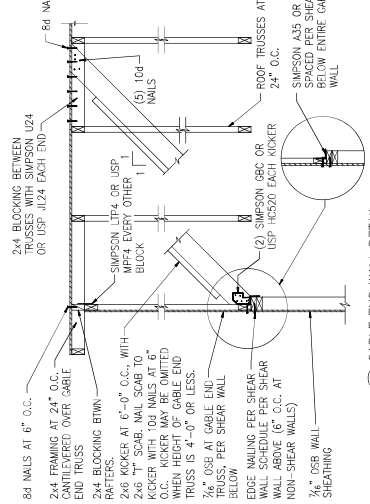 8d NAILS AT 6" O.C.
2x4 FRAMING AT 24" O.C.
CANTILEVERED OVER GABLE
END TRUSS
2x4 BLOCKING BTWN
RAFTERS.
2x6 KICKER AT 6'-0" O.C., WITH
2x6 "T" SCAB. NAIL SCAB TO
KICKER WITH 10d NAILS AT 6"
O.C. KICKER MAY BE OMITTED
WHEN HEIGHT OF GABLE END
TRUSS IS 4'-0" OR LESS.
7/16" OSB AT GABLE END
TRUSS, PER SHEAR WALL
BELOW
EDGE NAILING PER SHEAR
WALL SCHEDULE PER SHEAR
WALL ABOVE (6" O.C. AT
NON-SHEAR WALLS)
7/16" OSB WALL
SHEATHING
2x4 BLOCKING BETWEEN
TRUSSES WITH SIMPSON U24
OR USP JL24 EACH END
SIMPSON LTP4 OR USP
MPF4 EVERY OTHER
BLOCK
1
1
(2) SIMPSON GBC OR
USP HC520 EACH KICKER
8d NA
(5) 10d
NAILS
ROOF TRUSSES AT
24" O.C.
SIMPSON A35 OR
SPACED PER SHEA
BELOW ENTIRE GA
WALL